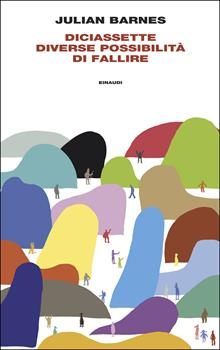 JULIAN BARNES
DICIASSETTE
DIVERSE POSSIBILITÀ
DI FALLIRE
EINAUDI